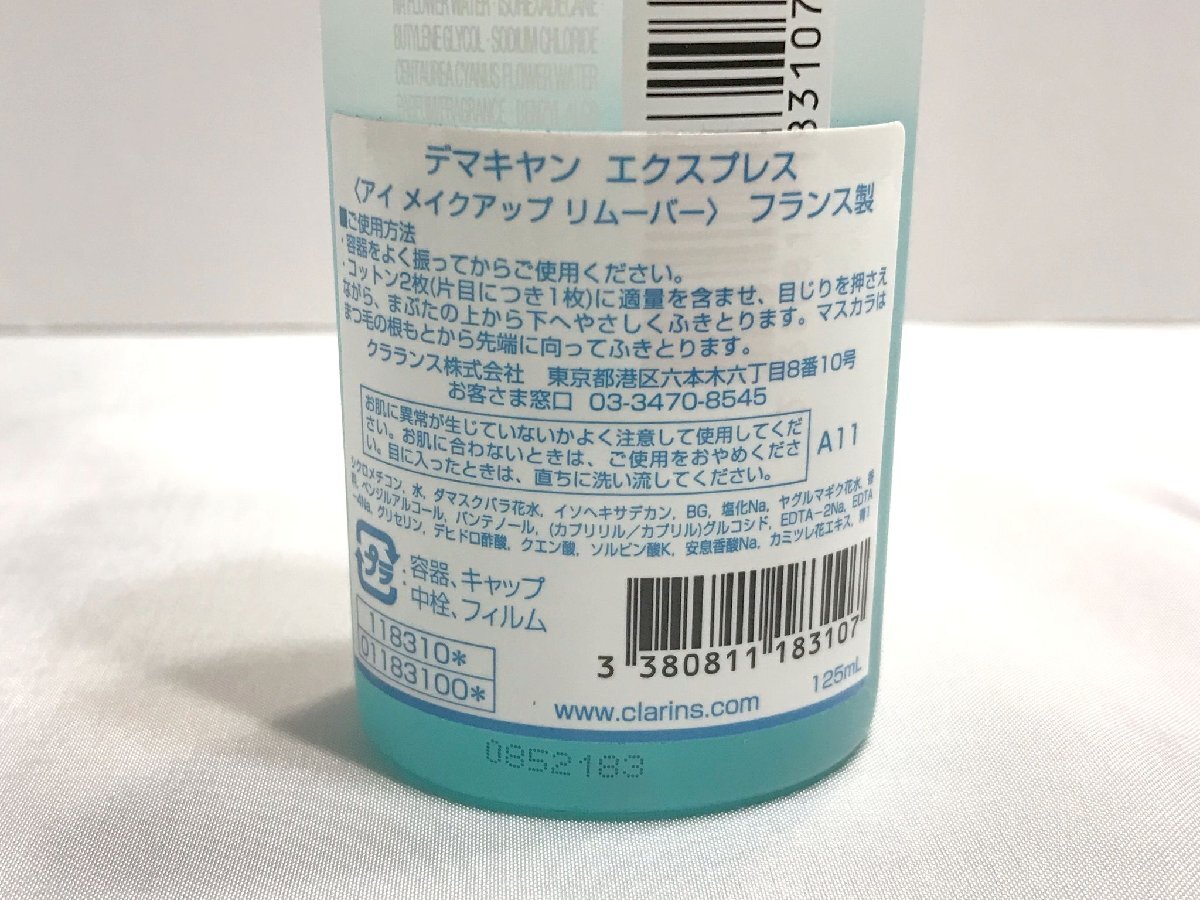 NA FLOWER WATER · ISOHEXADECANE
BUTYLENE GLYCOL · SODIUM CHLORIDE
CENTAUREA CYANUS FLOWER WATER
PARFUM/FRAGRANCE · BENZYL ALCO
83107
デマキヤン エクスプレス
〈アイ メイクアップ リムーバー〉 フランス製
■ご使用方法
・容器をよく振ってからご使用ください。
・コットン2枚(片目につき1枚)に適量を含ませ、目じりを押さえ
ながら、まぶたの上から下へやさしくふきとります。マスカラは
まつ毛の根もとから先端に向ってふきとります。
クラランス株式会社 東京都港区六本木六丁目8番10号
お客さま窓口 03-3470-8545
お肌に異常が生じていないかよく注意して使用してくだ
さい。お肌に合わないときは、ご使用をおやめくださ
い。目に入ったときは、直ちに洗い流してください。
A11
シクロメチコン, 水, ダマスクバラ花水, イソヘキサデカン, BG, 塩化Na, ヤグルマギク花水, 香
料, ベンジルアルコール, パンテノール, (カプリリル/カプリル)グルコシド, EDTA-2Na, EDTA
-4Na, グリセリン, デヒドロ酢酸, クエン酸, ソルビン酸K, 安息香酸Na, カミツレ花エキス, 青1
プラ
:容器、キャップ
中栓、フィルム
118310*
01183100*
3 380811 183107
125mL
www.clarins.com
0852183